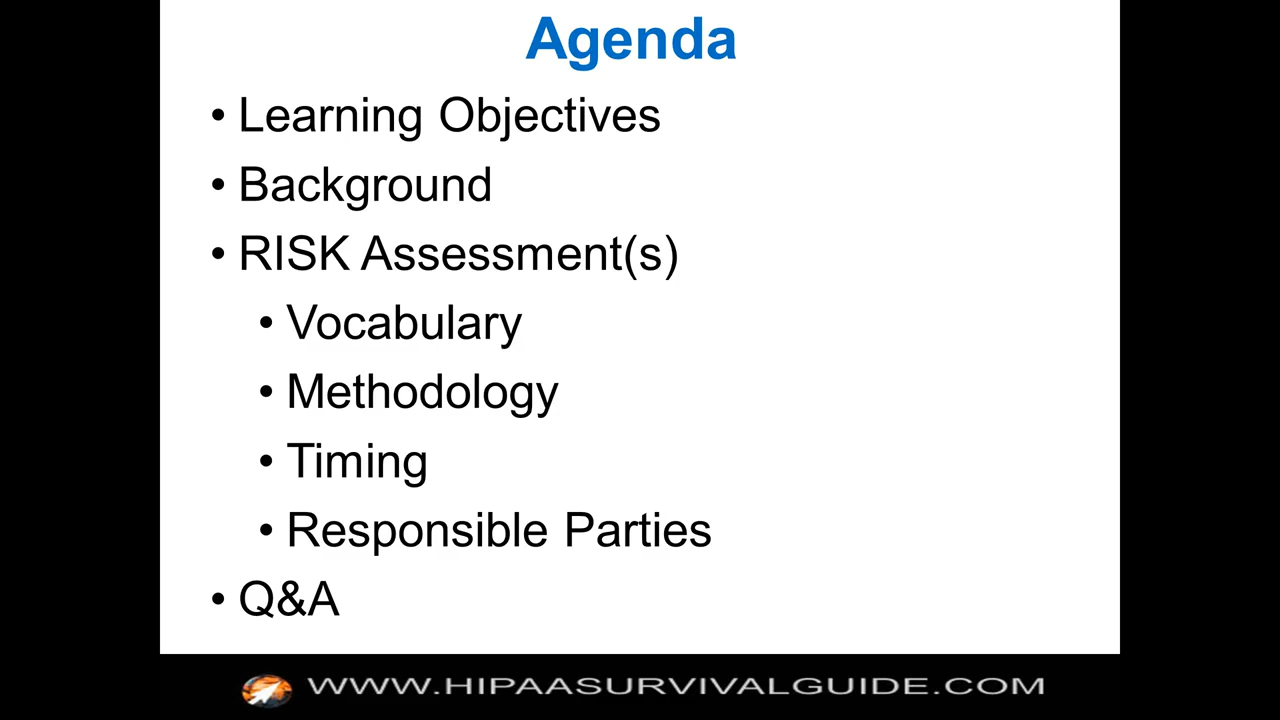 Agenda
• Learning Objectives
• Background
• RISK Assessment(s)
• Vocabulary
• Methodology
• Timing
• Responsible Parties
• Q&A
WWW.HIPAASURVIVALGUIDE.COM